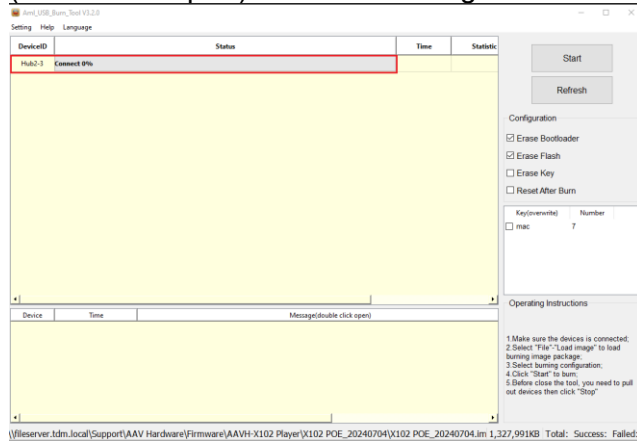 Aml_USB_Burn_Tool V3.2.0
Setting Help Language
DeviceID Status Time Statistic
Hub2-3 Connect 0%
Start
Refresh
Configuration
Erase Bootloader
Erase Flash
Erase Key
Reset After Burn
Key(overwrite) Number
mac 7
Device Time Message(double click open)
Operating Instructions
1.Make sure the devices is connected;
2.Select "File"-"Load image" to load
burning image package;
3.Select burning configuration;
4.Click "Start" to burn;
5.Before close the tool, you need to pull
out devices then click "Stop"
\\fileserver.tdm.local\Support\AAV Hardware\Firmware\AAVH-X102 Player\X102 POE_20240704\X102 POE_20240704.im 1,327,991KB Total: Success: Failed: